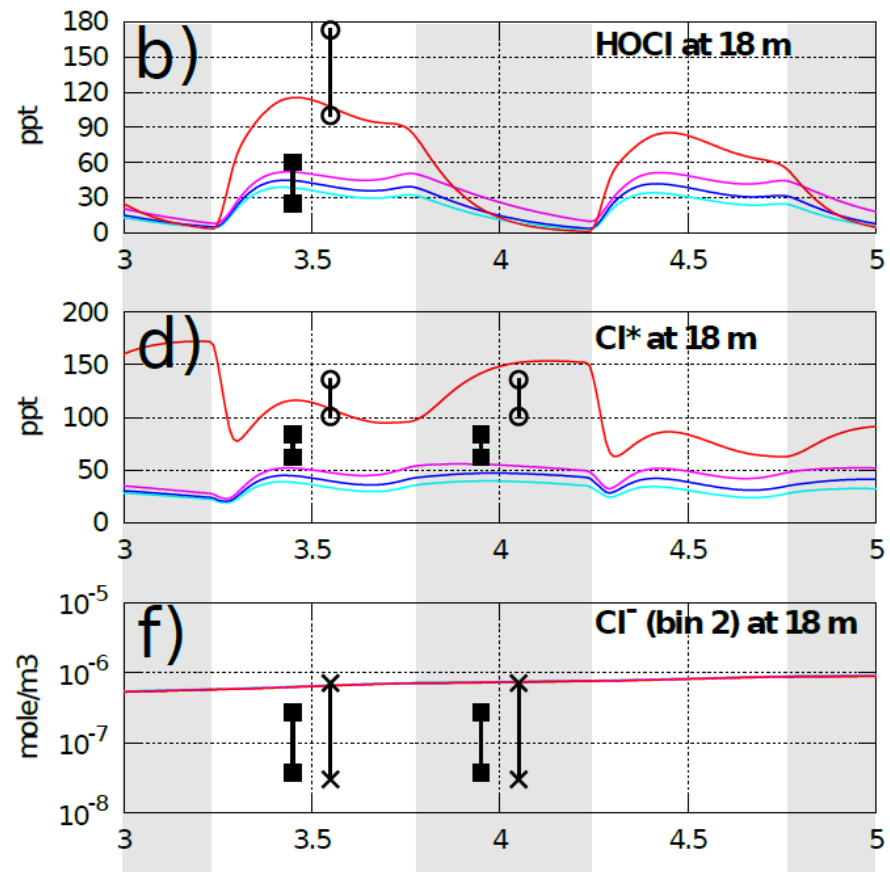 b)
HOCl at 18 m
ppt
180
150
120
90
60
30
0
3 3.5 4 4.5 5
d)
Cl* at 18 m
ppt
200
150
100
50
0
3 3.5 4 4.5 5
f)
Cl⁻ (bin 2) at 18 m
mole/m3
10⁻⁵
10⁻⁶
10⁻⁷
10⁻⁸
3 3.5 4 4.5 5